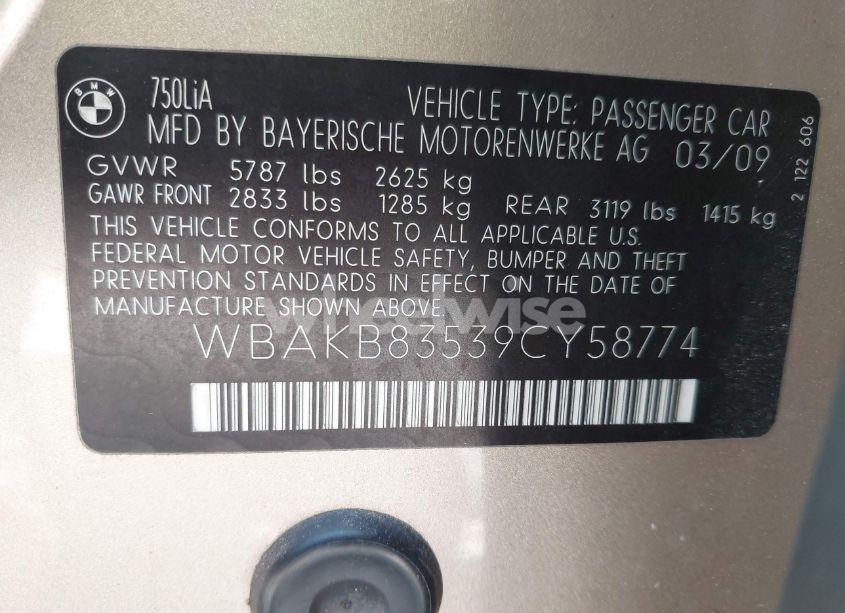 BMW
750LiA
VEHICLE TYPE: PASSENGER CAR
MFD BY BAYERISCHE MOTORENWERKE AG 03/09
GVWR 5787 lbs 2625 kg
GAWR FRONT 2833 lbs 1285 kg REAR 3119 lbs 1415 kg
THIS VEHICLE CONFORMS TO ALL APPLICABLE U.S.
FEDERAL MOTOR VEHICLE SAFETY, BUMPER AND THEFT
PREVENTION STANDARDS IN EFFECT ON THE DATE OF
MANUFACTURE SHOWN ABOVE.
WBAKB83539CY58774
2 122 606
wheelwise